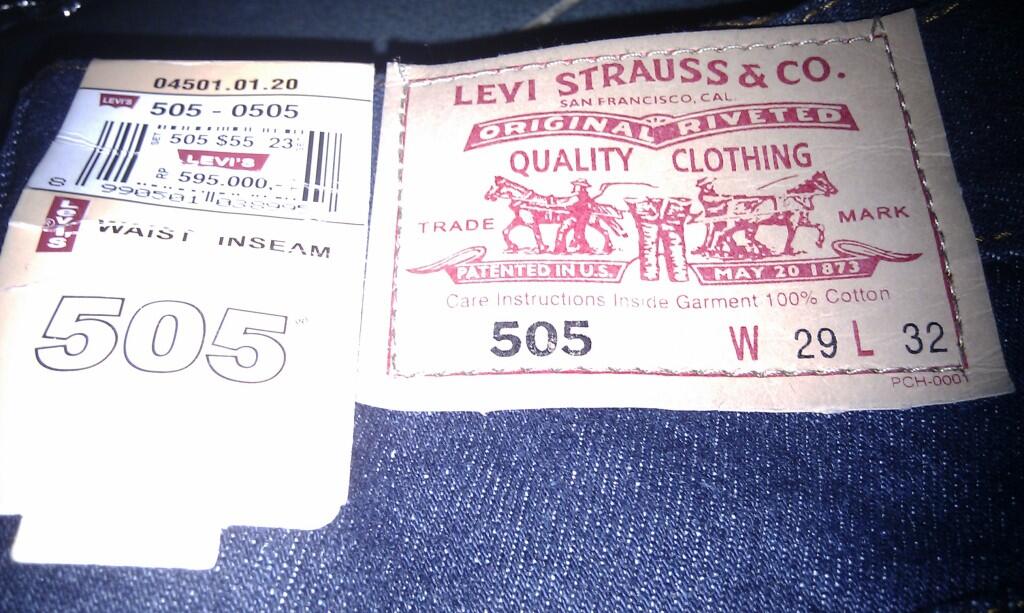 04501.01.20
LEVI'S
505 - 0505
505 $55 23
LEVI'S
RP 595.000.-
LEVI'S
WAIST INSEAM
505
LEVI STRAUSS & CO.
SAN FRANCISCO, CAL.
ORIGINAL RIVETED
QUALITY CLOTHING
TRADE MARK
PATENTED IN U.S. MAY 20 1873
Care Instructions Inside Garment 100% Cotton
505 W 29 L 32
PCH-0001